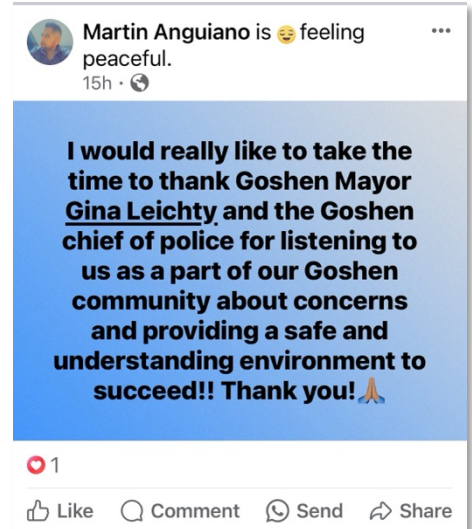 Martin Anguiano is 😌 feeling
peaceful.
15h ·
I would really like to take the
time to thank Goshen Mayor
Gina Leichty and the Goshen
chief of police for listening to
us as a part of our Goshen
community about concerns
and providing a safe and
understanding environment to
succeed!! Thank you!🙏🏽
1
Like Comment Send Share